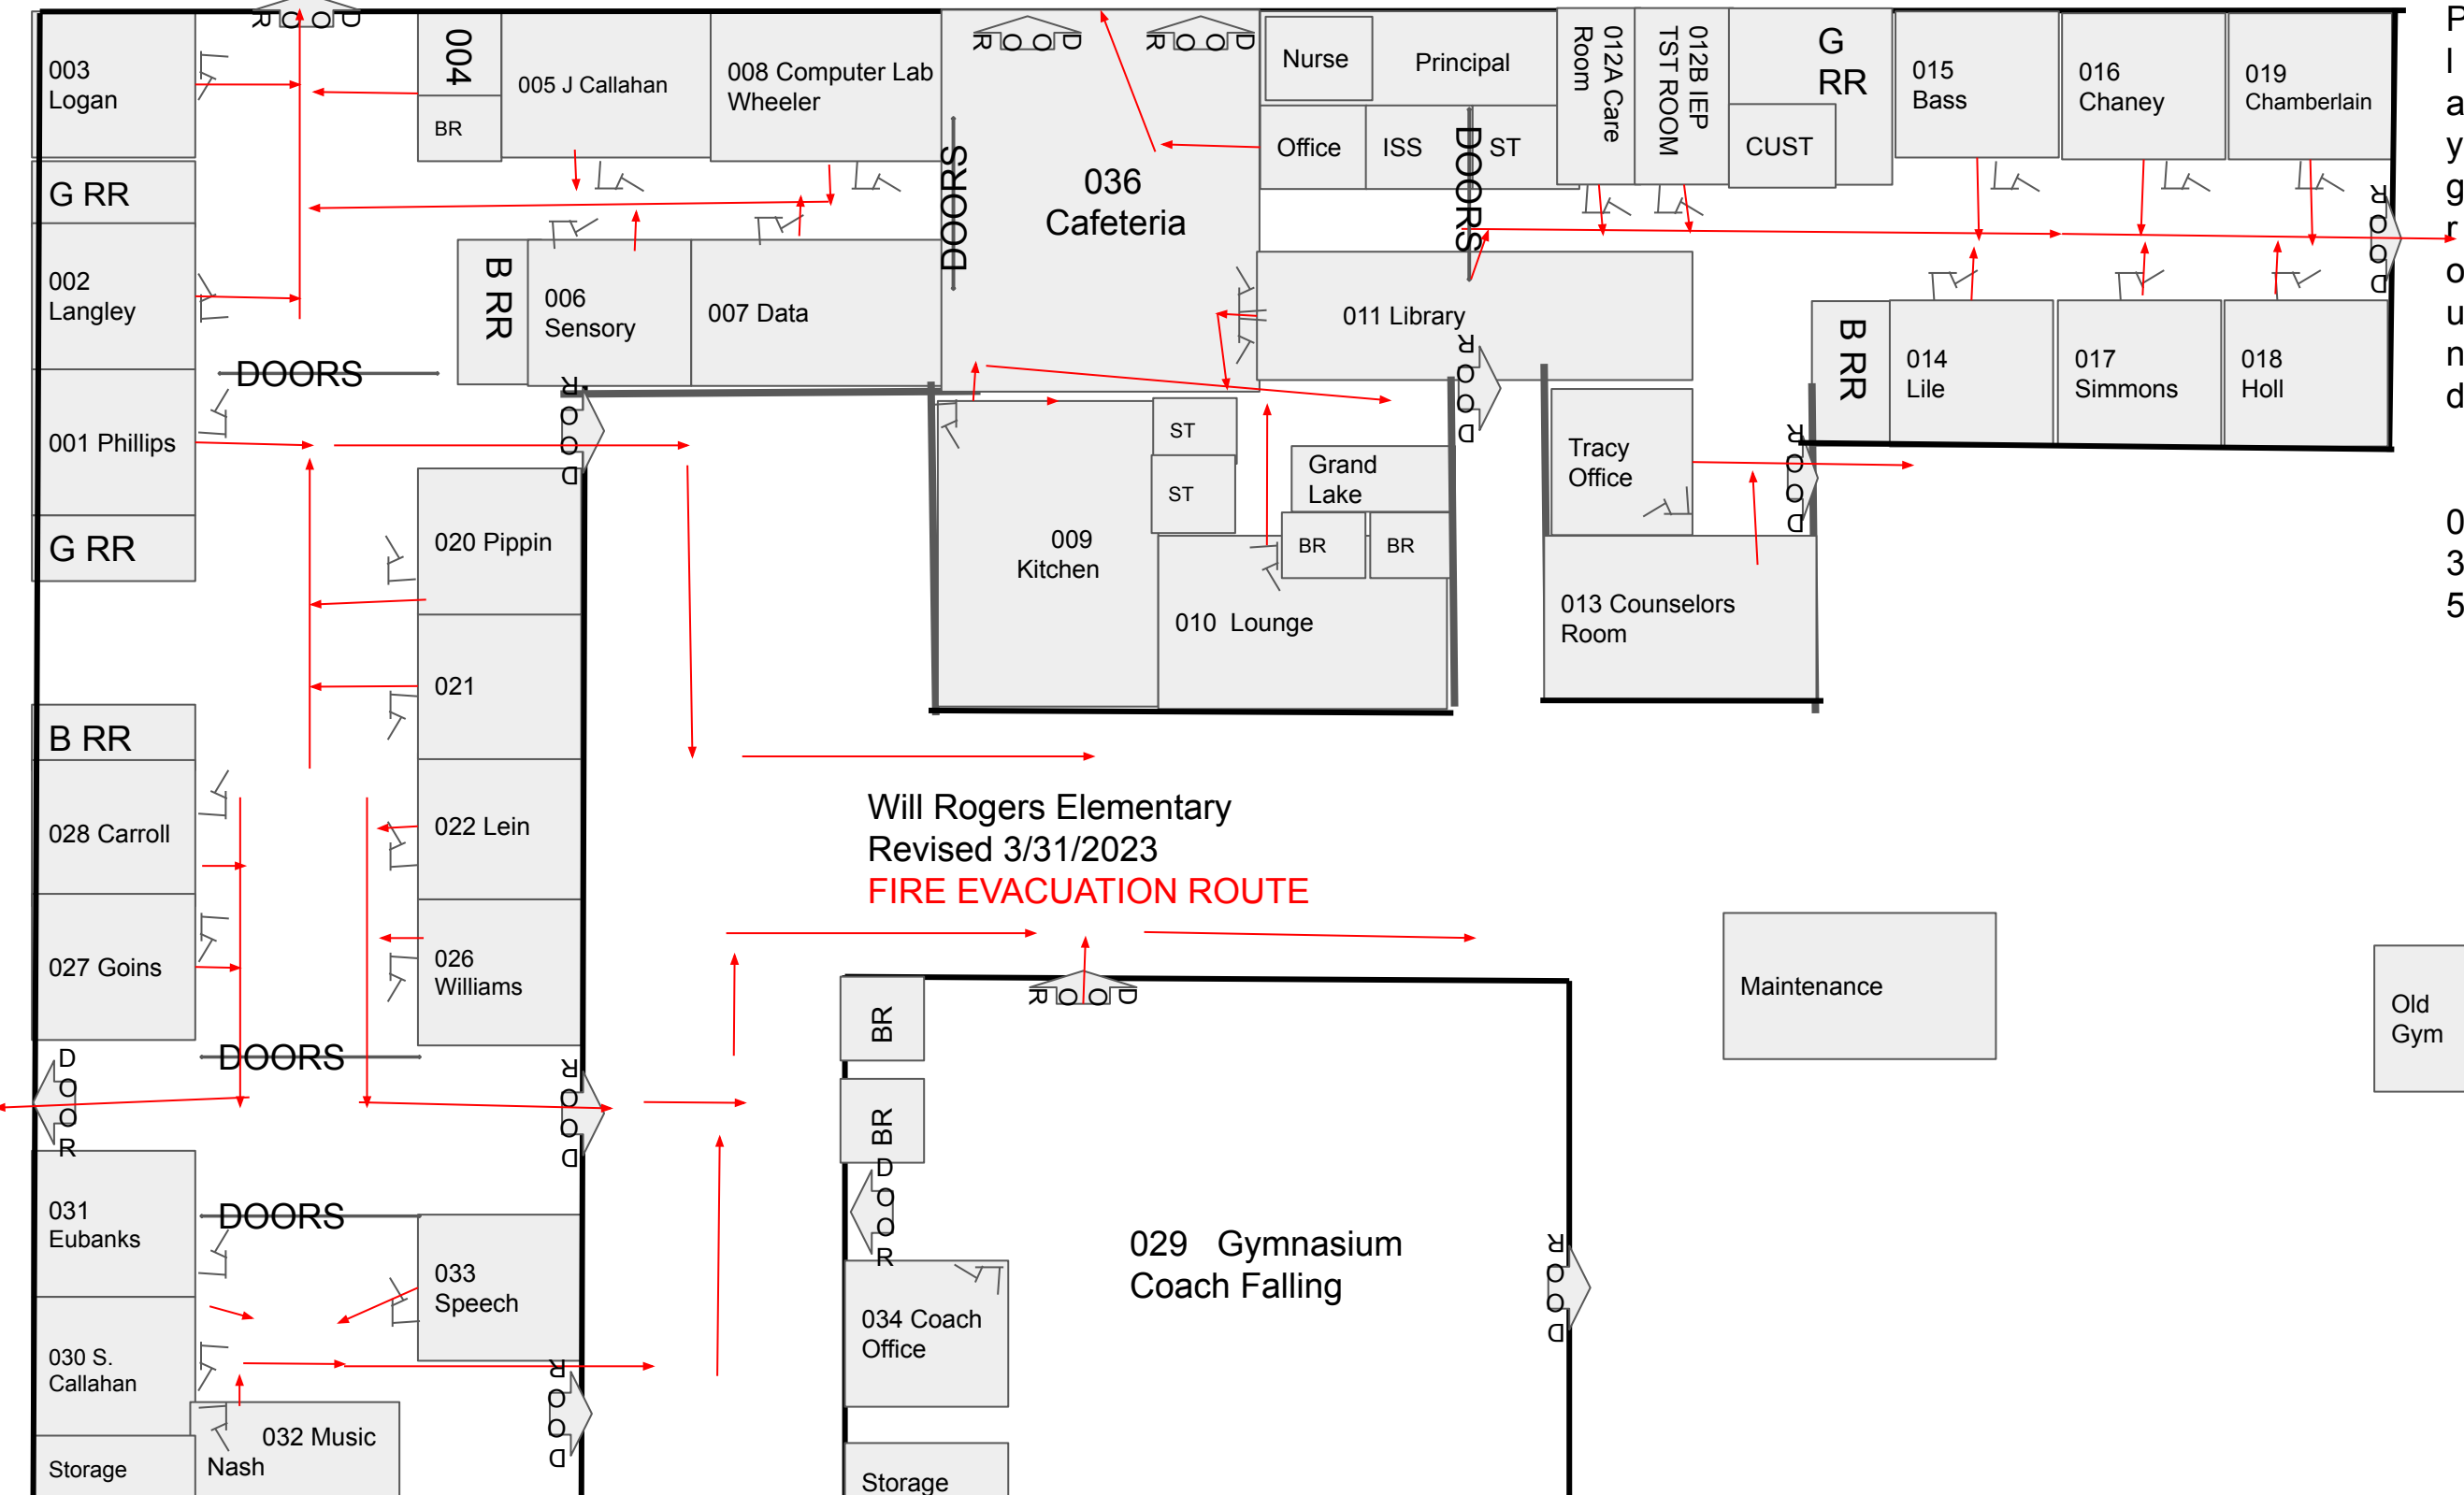 DOOR
003
Logan
004
BR
005 J Callahan
008 Computer Lab
Wheeler
DOOR
DOOR
Nurse
Principal
012A Care
Room
012B IEP
TST ROOM
G
RR
015
Bass
016
Chaney
019
Chamberlain
Playground
035
Office
ISS
ST
CUST
DOORS
DOORS
036
Cafeteria
G RR
002
Langley
B RR
006
Sensory
007 Data
011 Library
DOOR
DOOR
B RR
014
Lile
017
Simmons
018
Holl
DOORS
001 Phillips
G RR
DOOR
020 Pippin
021
009
Kitchen
ST
ST
Grand
Lake
BR
BR
010 Lounge
Tracy
Office
DOOR
013 Counselors
Room
B RR
028 Carroll
022 Lein
027 Goins
026
Williams
Will Rogers Elementary
Revised 3/31/2023
FIRE EVACUATION ROUTE
Maintenance
Old
Gym
DOORS
DOOR
DOOR
DOOR
BR
BR
DOOR
031
Eubanks
DOORS
033
Speech
029 Gymnasium
Coach Falling
DOOR
034 Coach
Office
030 S.
Callahan
DOOR
032 Music
Nash
Storage
Storage